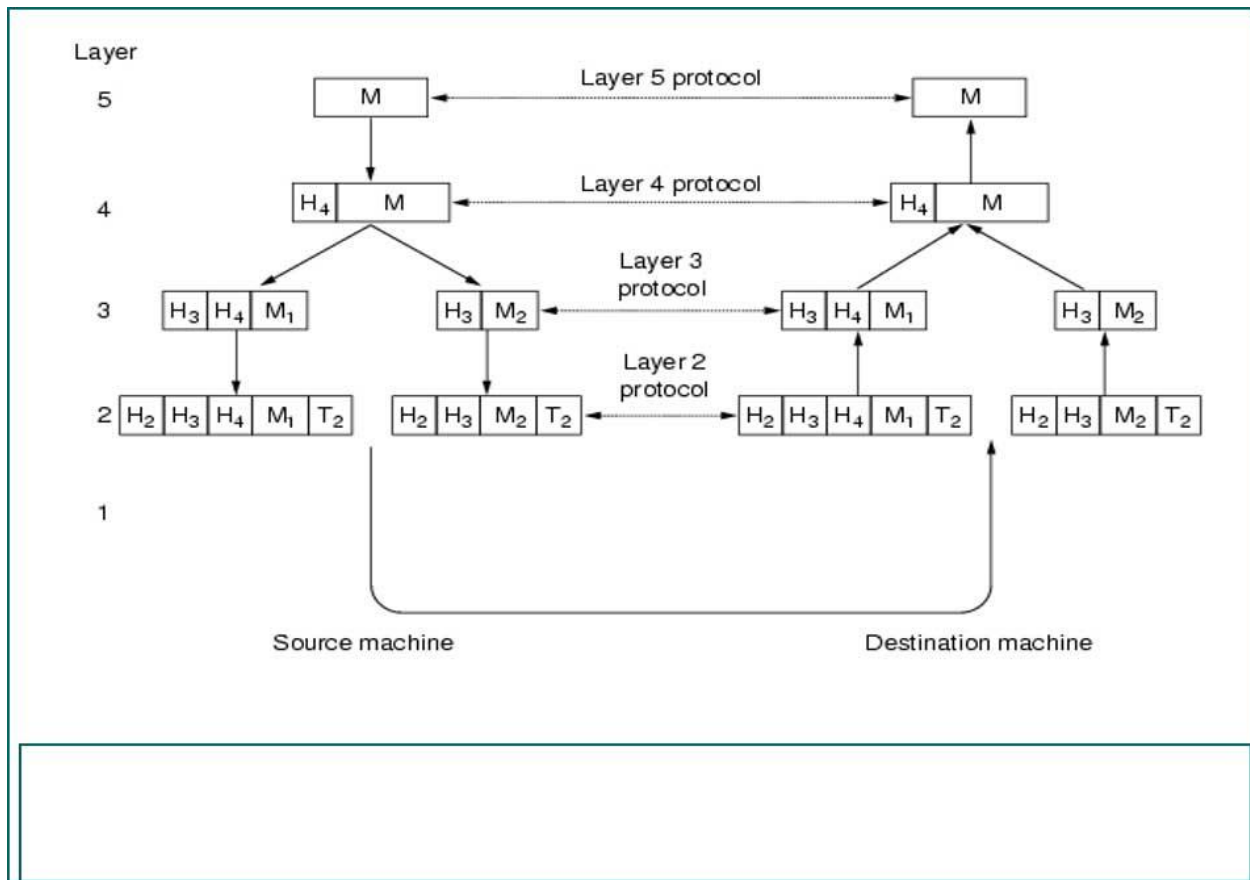 Layer
5 M Layer 5 protocol M
4 H₄ M Layer 4 protocol H₄ M
Layer 3
protocol
3 H₃ H₄ M₁ H₃ M₂ H₃ H₄ M₁ H₃ M₂
Layer 2
protocol
2 H₂ H₃ H₄ M₁ T₂ H₂ H₃ M₂ T₂ H₂ H₃ H₄ M₁ T₂ H₂ H₃ M₂ T₂
1
Source machine Destination machine